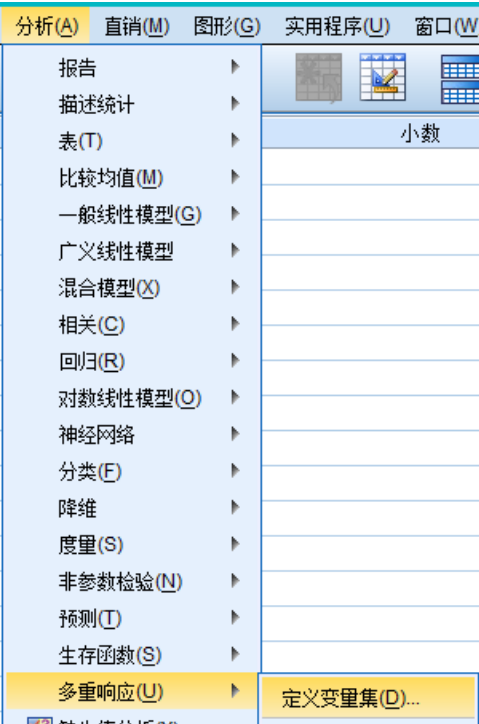 分析(A) 直销(M) 图形(G) 实用程序(U) 窗口(W
报告
描述统计
小数
表(T)
比较均值(M)
一般线性模型(G)
广义线性模型
混合模型(X)
相关(C)
回归(R)
对数线性模型(O)
神经网络
分类(F)
降维
度量(S)
非参数检验(N)
预测(T)
生存函数(S)
多重响应(U)
定义变量集(D)...